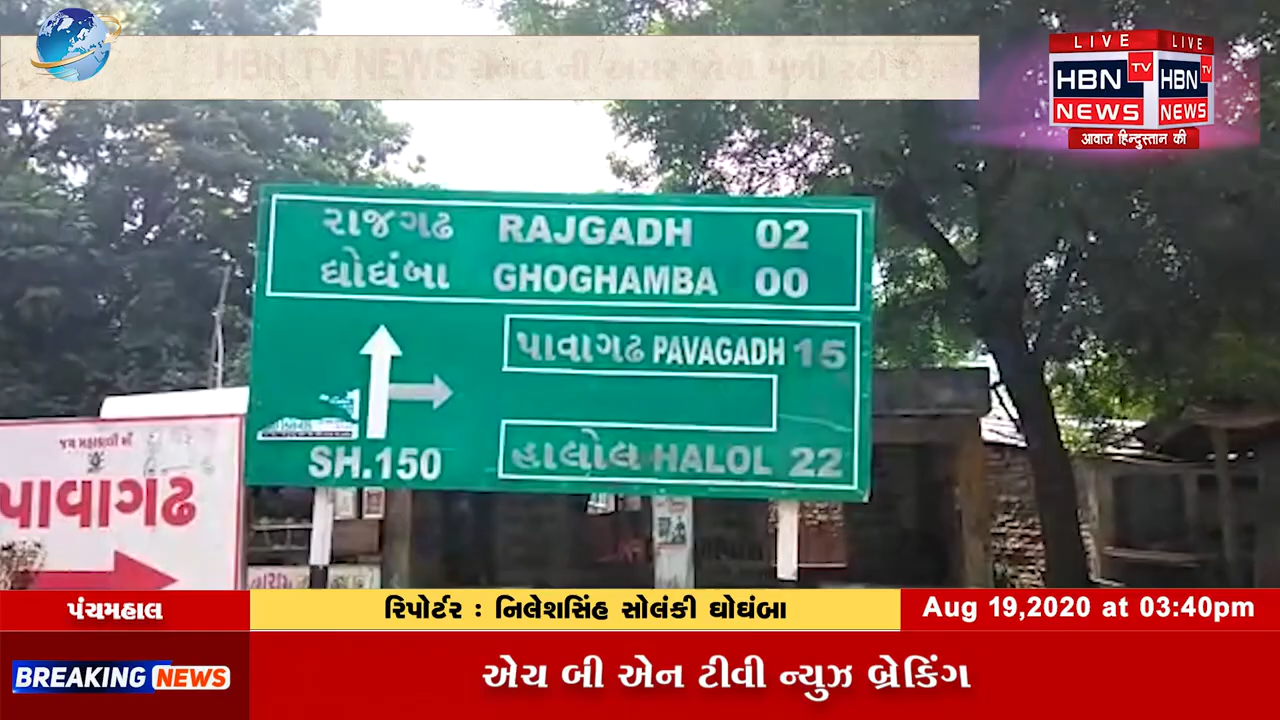 HBN TV NEWS
LIVE LIVE
HBN TV HBN TV
NEWS NEWS
आवाज हिन्दुस्तान की
રાજગઢ RAJGADH 02
ઘોઘંબા GHOGHAMBA 00
પાવાગઢ PAVAGADH 15
હાલોલ HALOL 22
SH.150
જય મહાકાળી માઁ
પાવાગઢ
પંચમહાલ
રિપોર્ટર : નિલેશસિંહ સોલંકી ઘોઘંબા
Aug 19,2020 at 03:40pm
BREAKING NEWS
એચ બી એન ટીવી ન્યુઝ બ્રેકિંગ